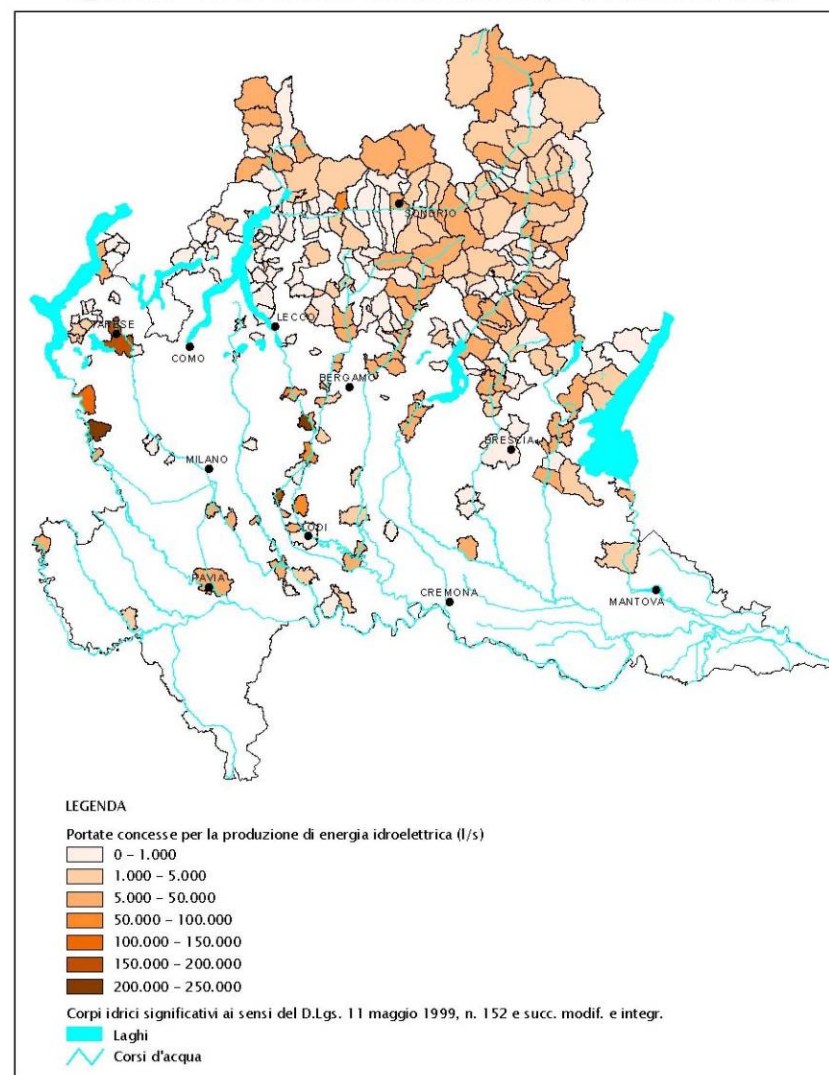 SONDRIO
VARESE
LECCO
COMO
BERGAMO
BRESCIA
MILANO
LODI
PAVIA
CREMONA
MANTOVA
LEGENDA
Portate concesse per la produzione di energia idroelettrica (l/s)
0 – 1.000
1.000 – 5.000
5.000 – 50.000
50.000 – 100.000
100.000 – 150.000
150.000 – 200.000
200.000 – 250.000
Corpi idrici significativi ai sensi del D.Lgs. 11 maggio 1999, n. 152 e succ. modif. e integr.
Laghi
Corsi d'acqua